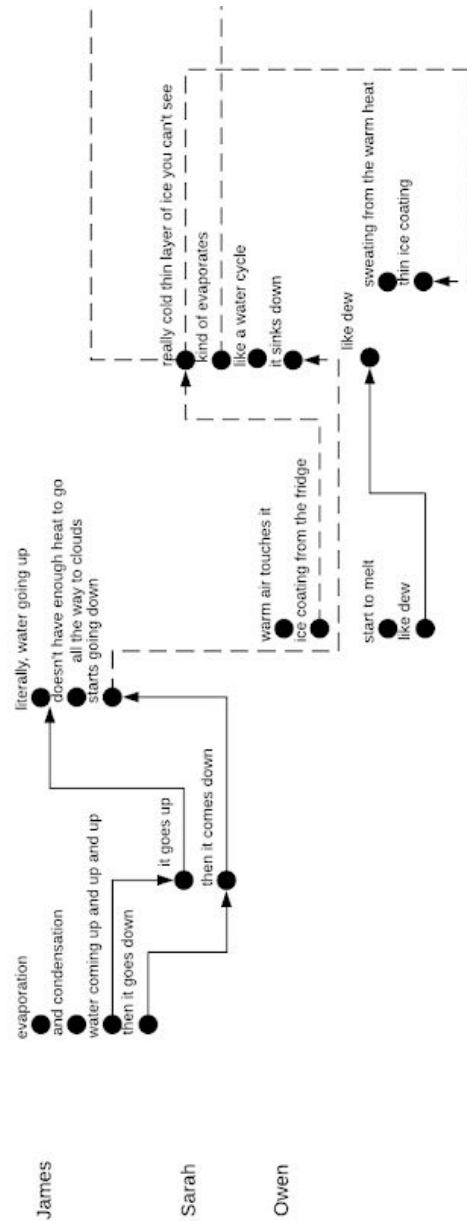 James
Sarah
Owen
evaporation
and condensation
water coming up and up and up
then it goes down
it goes up
then it comes down
literally, water going up
doesn't have enough heat to go
all the way to clouds
starts going down
warm air touches it
ice coating from the fridge
start to melt
like dew
really cold thin layer of ice you can't see
kind of evaporates
like a water cycle
it sinks down
like dew
sweating from the warm heat
thin ice coating